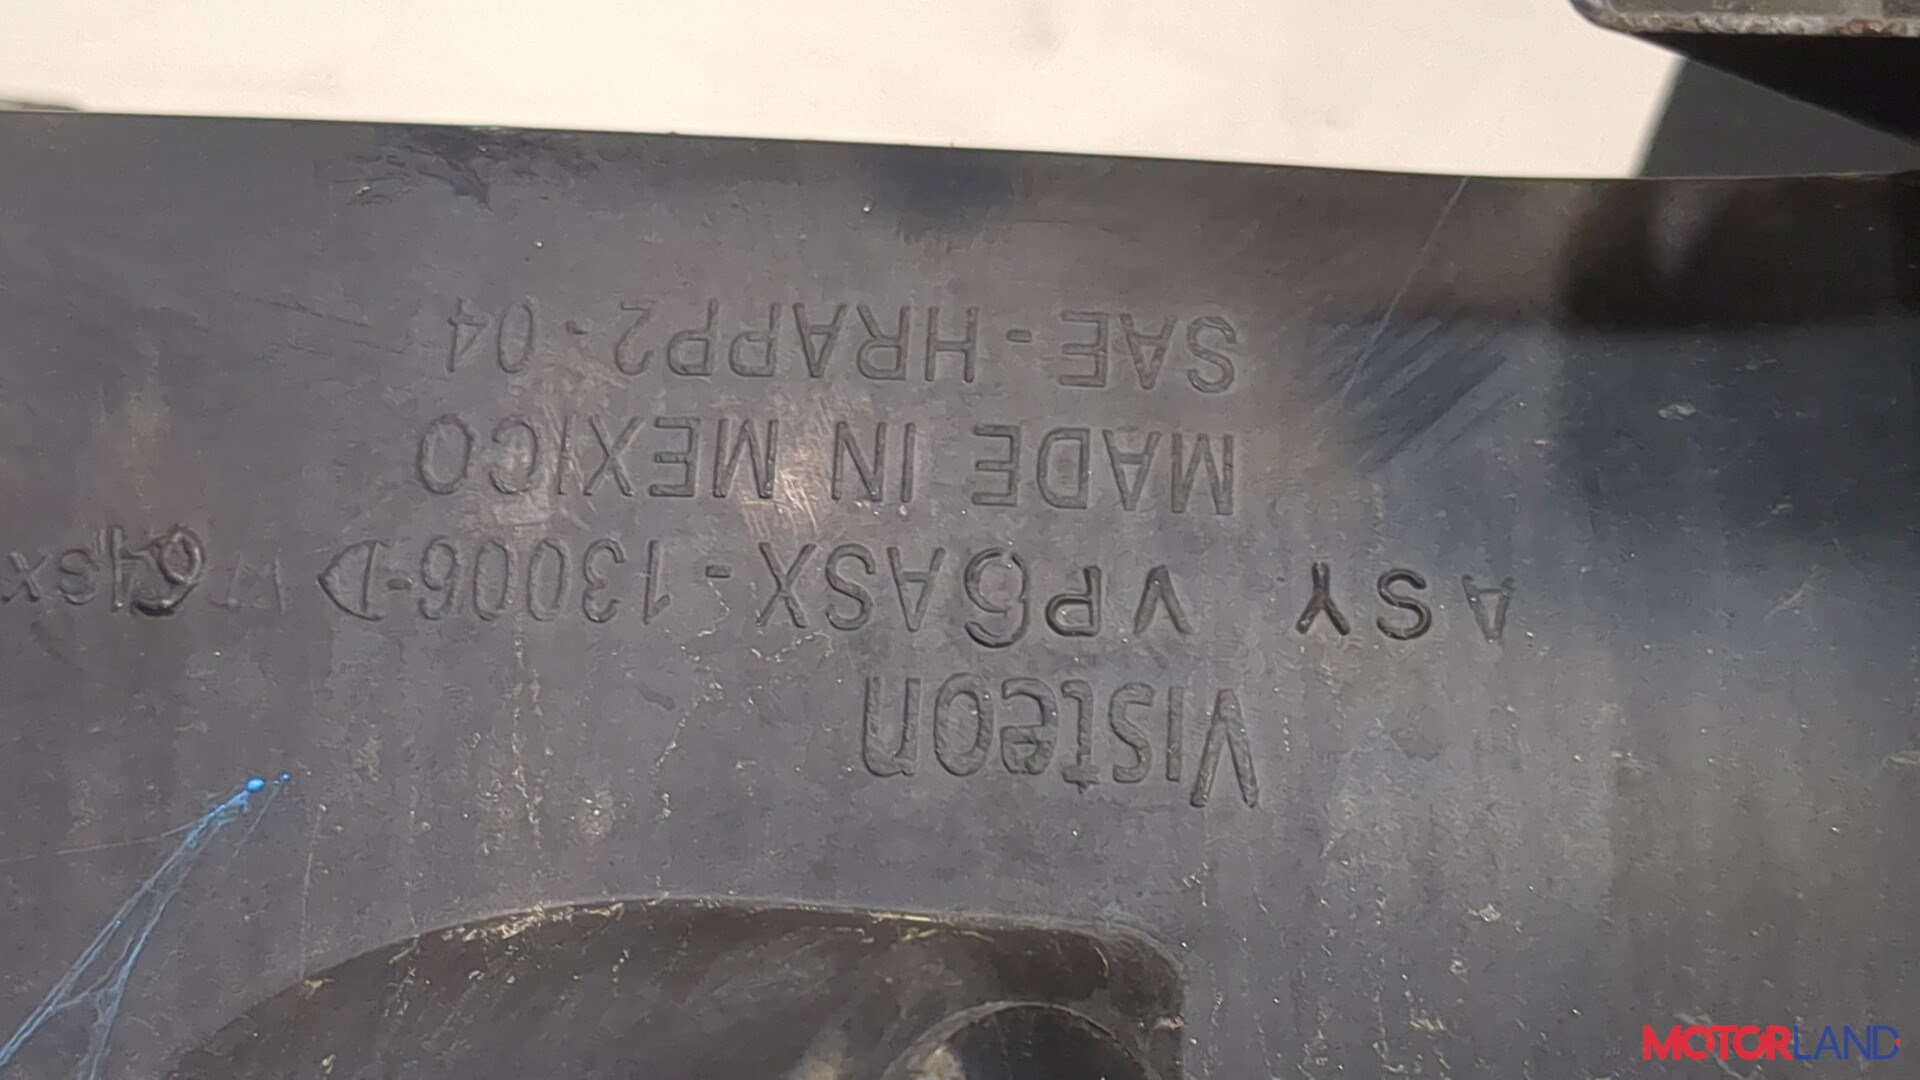 Visteon
ASY VP6ASX-13006-D
MADE IN MEXICO
SAE-HRAPP2-04
MOTORLAND